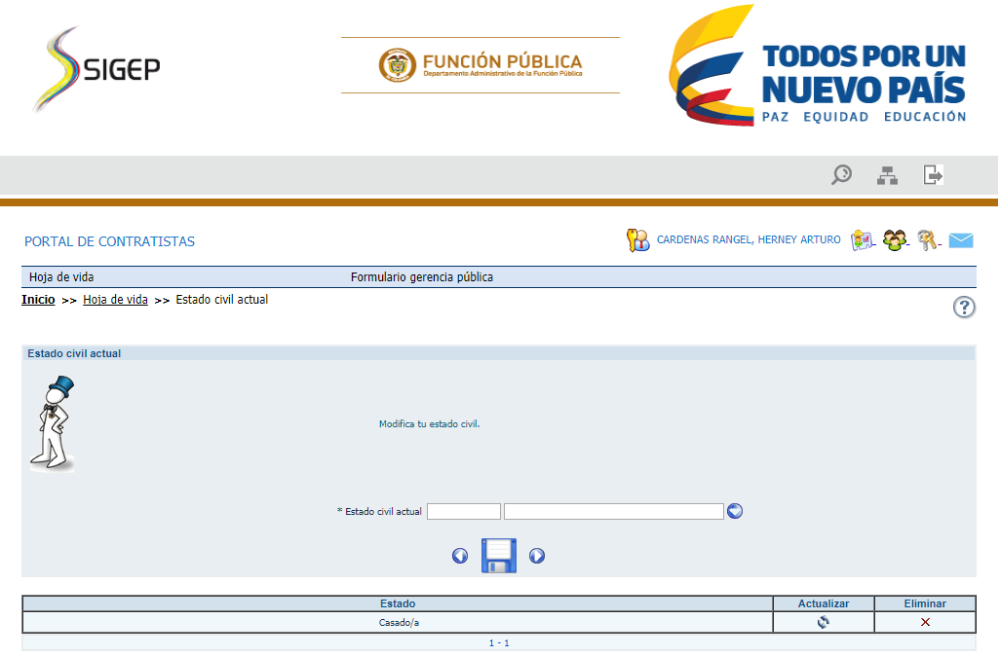 SIGEP
FUNCIÓN PÚBLICA
Departamento Administrativo de la Función Pública
TODOS POR UN
NUEVO PAÍS
PAZ EQUIDAD EDUCACIÓN
PORTAL DE CONTRATISTAS
CARDENAS RANGEL, HERNEY ARTURO
Hoja de vida Formulario gerencia pública
Inicio >> Hoja de vida >> Estado civil actual
?
Estado civil actual
Modifica tu estado civil.
* Estado civil actual
Estado Actualizar Eliminar
Casado/a
1 - 1